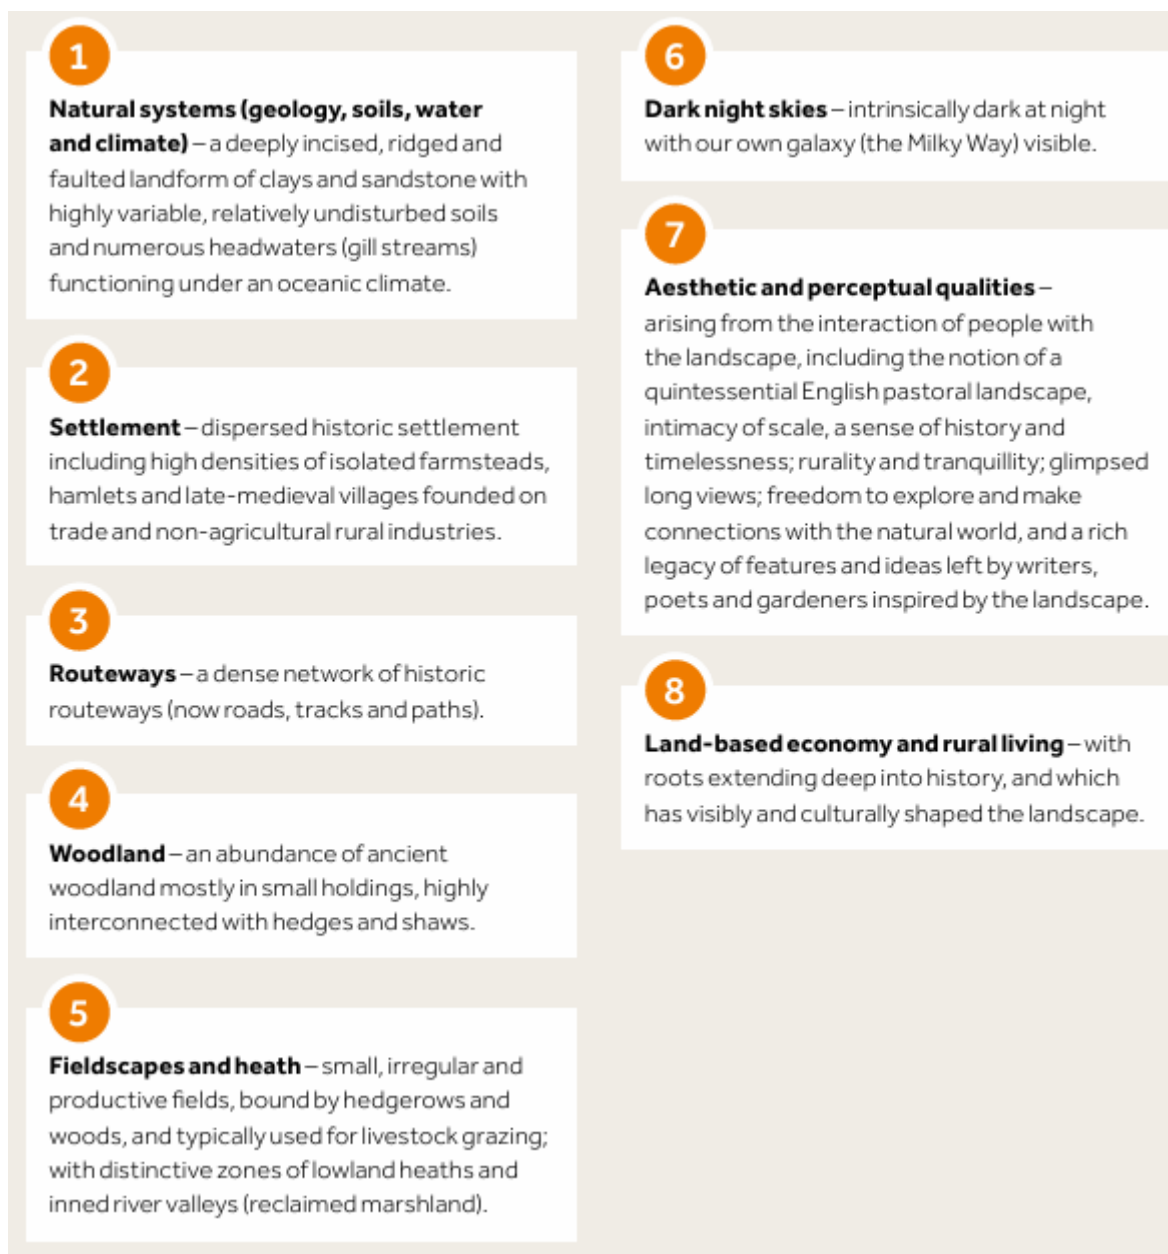 1
Natural systems (geology, soils, water
and climate) – a deeply incised, ridged and
faulted landform of clays and sandstone with
highly variable, relatively undisturbed soils
and numerous headwaters (gill streams)
functioning under an oceanic climate.
2
Settlement – dispersed historic settlement
including high densities of isolated farmsteads,
hamlets and late-medieval villages founded on
trade and non-agricultural rural industries.
3
Routeways – a dense network of historic
routeways (now roads, tracks and paths).
4
Woodland – an abundance of ancient
woodland mostly in small holdings, highly
interconnected with hedges and shaws.
5
Fieldscapes and heath – small, irregular and
productive fields, bound by hedgerows and
woods, and typically used for livestock grazing;
with distinctive zones of lowland heaths and
inned river valleys (reclaimed marshland).
6
Dark night skies – intrinsically dark at night
with our own galaxy (the Milky Way) visible.
7
Aesthetic and perceptual qualities –
arising from the interaction of people with
the landscape, including the notion of a
quintessential English pastoral landscape,
intimacy of scale, a sense of history and
timelessness; rurality and tranquillity; glimpsed
long views; freedom to explore and make
connections with the natural world, and a rich
legacy of features and ideas left by writers,
poets and gardeners inspired by the landscape.
8
Land-based economy and rural living – with
roots extending deep into history, and which
has visibly and culturally shaped the landscape.